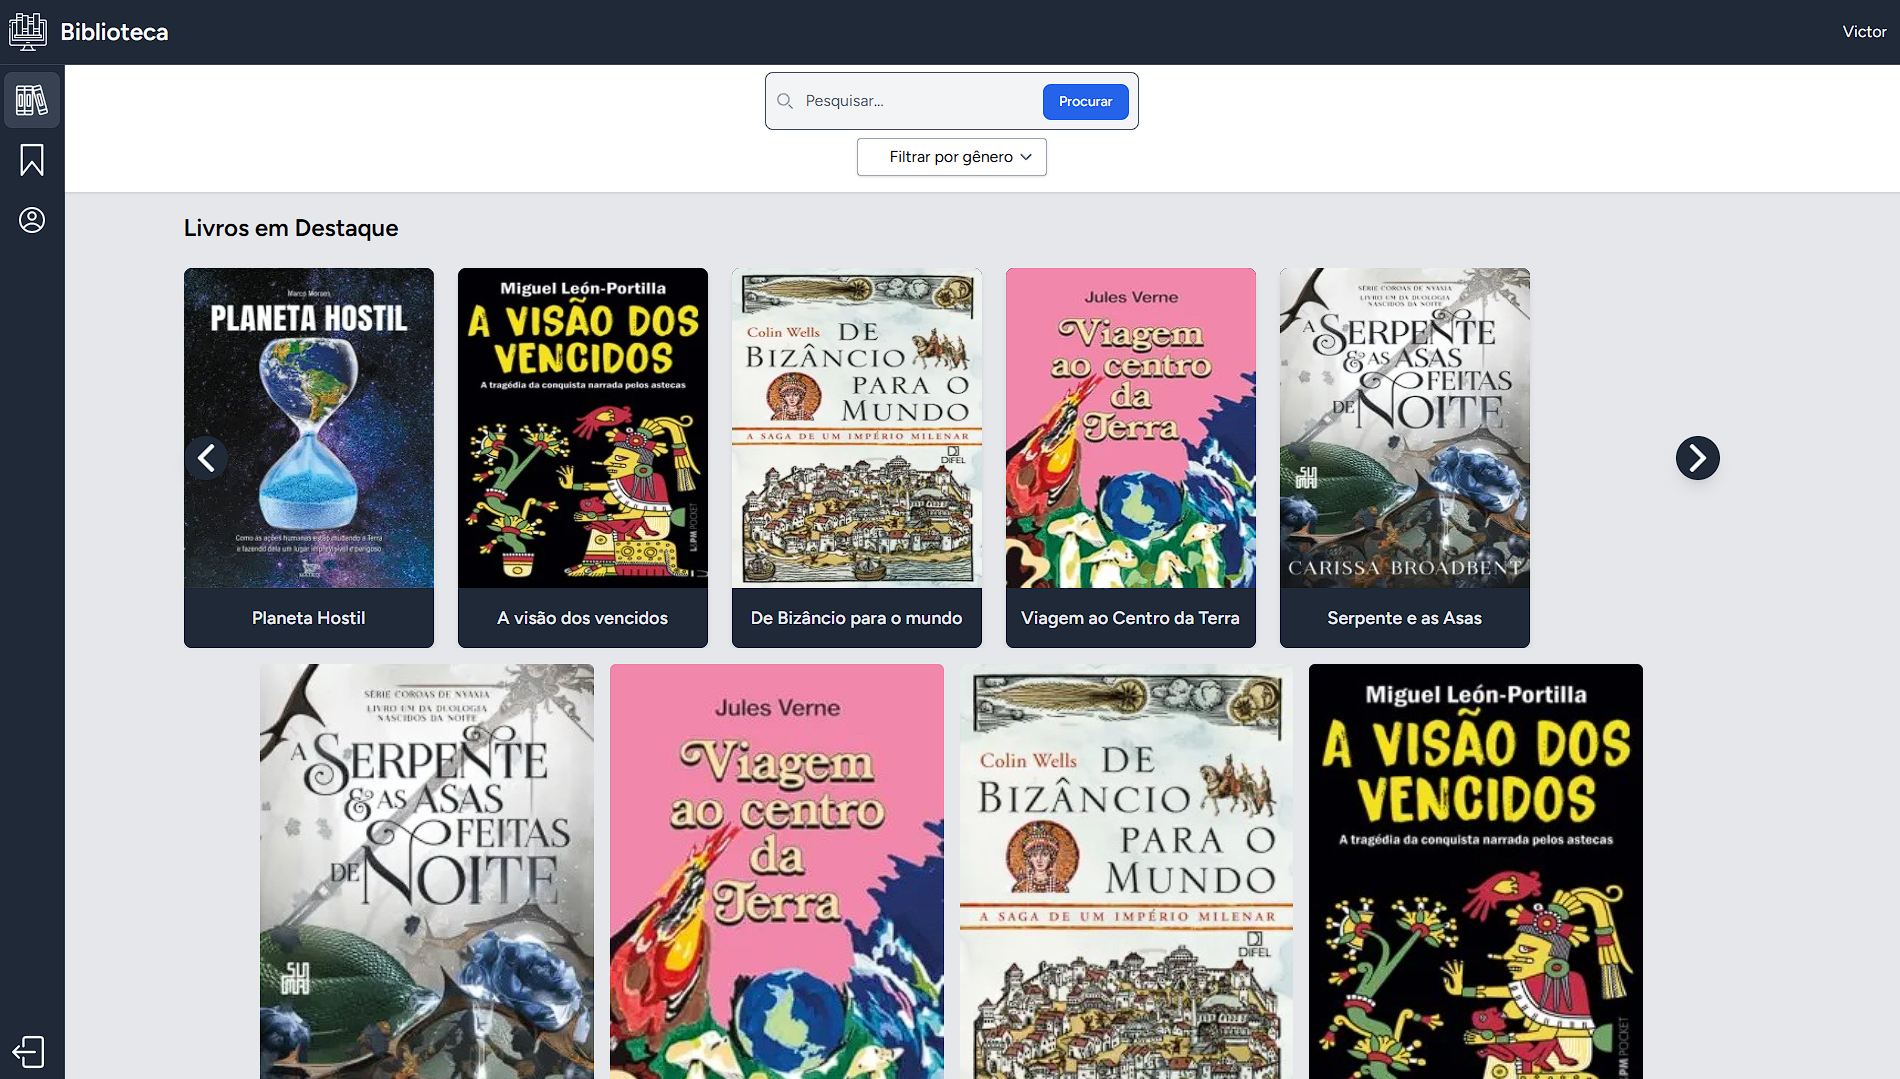 Biblioteca
Victor
Pesquisar...
Procurar
Filtrar por gênero
Livros em Destaque
Marco Moraes
PLANETA HOSTIL
Como as ações humanas estão mudando a Terra
e fazendo dela um lugar imprevisível e perigoso
MATRIX
Planeta Hostil
Miguel León-Portilla
A VISÃO DOS
VENCIDOS
A tragédia da conquista narrada pelos astecas
L&PM POCKET
A visão dos vencidos
Colin Wells
DE
BIZÂNCIO
PARA O
MUNDO
A SAGA DE UM IMPÉRIO MILENAR
DIFEL
De Bizâncio para o mundo
Jules Verne
Viagem
ao centro
da
Terra
Viagem ao Centro da Terra
SÉRIE COROAS DE NYAXIA
LIVRO UM DA DUOLOGIA
NASCIDOS DA NOITE
A SERPENTE
& AS ASAS
FEITAS
DE NOITE
SUMA
CARISSA BROADBENT
Serpente e as Asas
SÉRIE COROAS DE NYAXIA
LIVRO UM DA DUOLOGIA
NASCIDOS DA NOITE
A SERPENTE
& AS ASAS
FEITAS
DE NOITE
SUMA
Jules Verne
Viagem
ao centro
da
Terra
Colin Wells
DE
BIZÂNCIO
PARA O
MUNDO
A SAGA DE UM IMPÉRIO MILENAR
DIFEL
Miguel León-Portilla
A VISÃO DOS
VENCIDOS
A tragédia da conquista narrada pelos astecas
L&PM POCKET